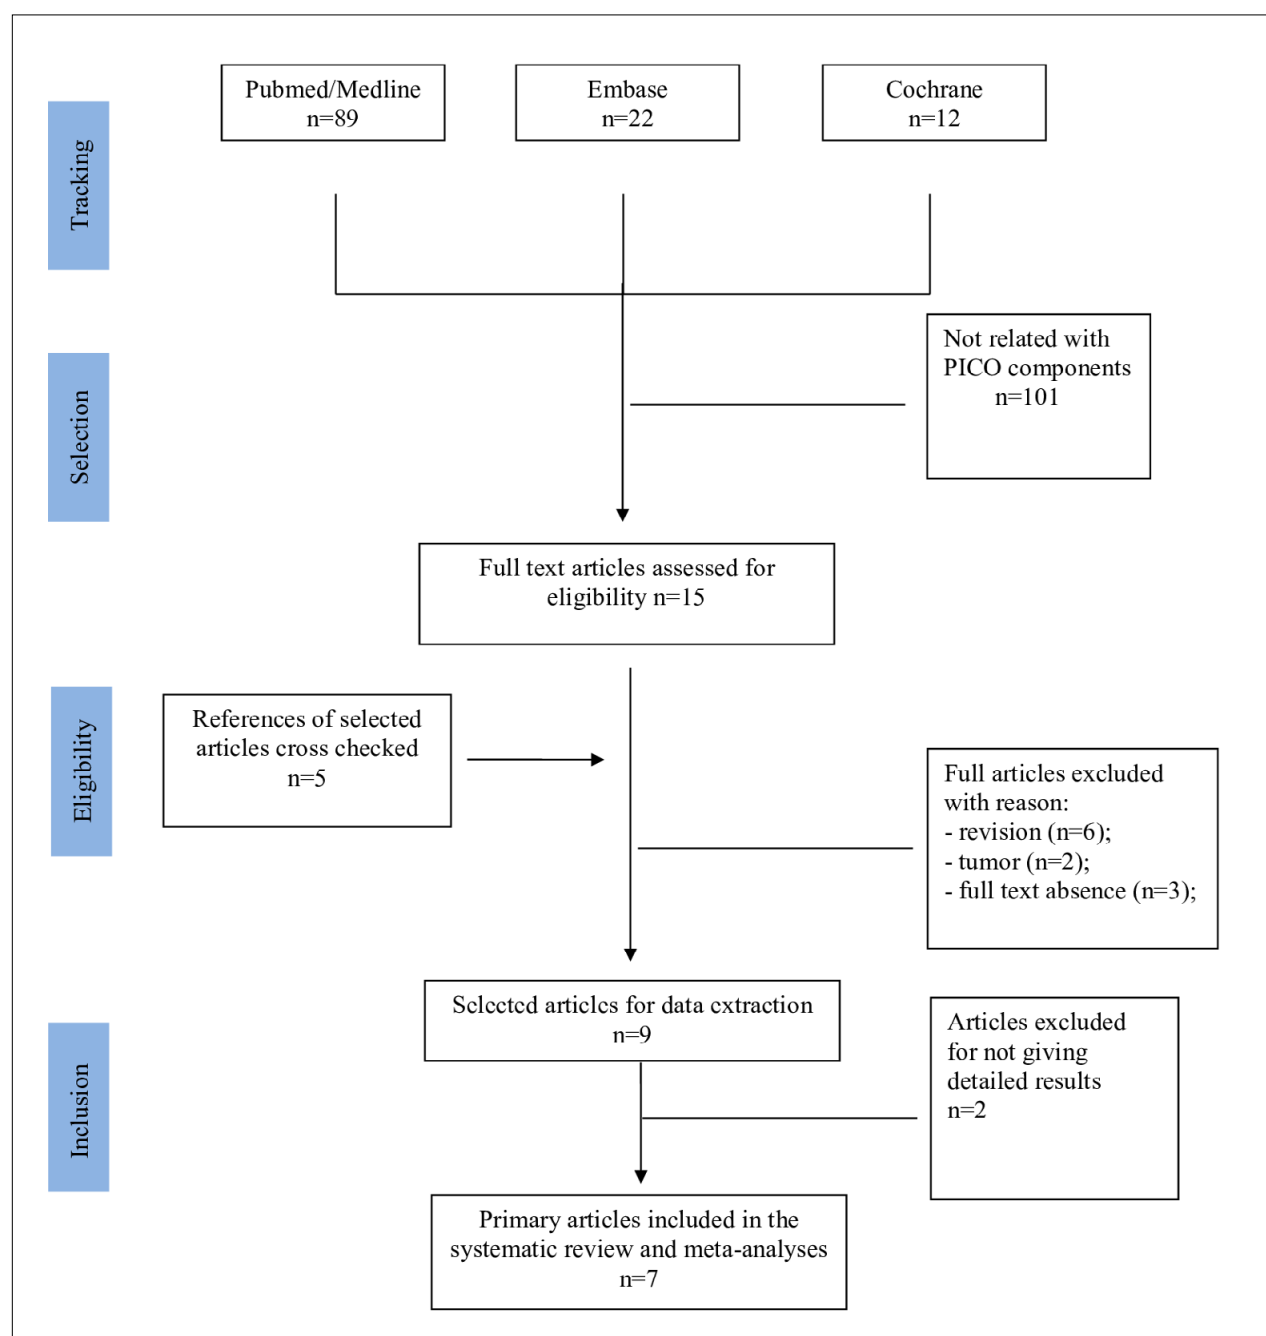 Pubmed/Medline
n=89
Embase
n=22
Cochrane
n=12
Tracking
Not related with
PICO components
n=101
Selection
Full text articles assessed for
eligibility n=15
References of selected
articles cross checked
n=5
Eligibility
Full articles excluded
with reason:
- revision (n=6);
- tumor (n=2);
- full text absence (n=3);
Selected articles for data extraction
n=9
Articles excluded
for not giving
detailed results
n=2
Inclusion
Primary articles included in the
systematic review and meta-analyses
n=7